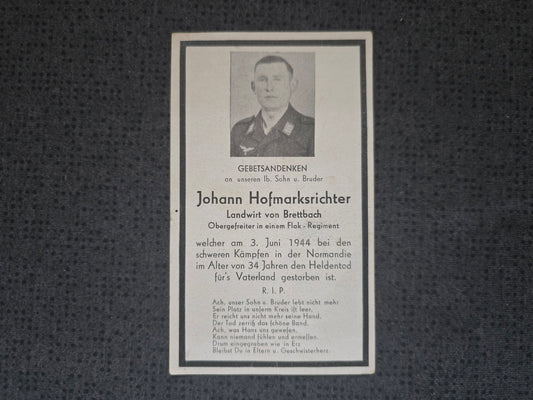 GEBETSANDENKEN
an unseren lb. Sohn u. Bruder
Johann Hofmarksrichter
Landwirt von Brettbach
Obergefreiter in einem Flak-Regiment
welcher am 3. Juni 1944 bei den
schweren Kämpfen in der Normandie
im Alter von 34 Jahren den Heldentod
für's Vaterland gestorben ist.
R. I. P.
Ach, unser Sohn u. Bruder lebt nicht mehr
Sein Platz in unserm Kreis ist leer.
Er reicht uns nicht mehr seine Hand.
Der Tod zerriß das schöne Band.
Ach, was Hans uns gewesen,
Kann niemand fühlen und ermessen.
Drum eingegraben wie in Erz
Bleibst Du in Eltern u. Geschwisterherz.